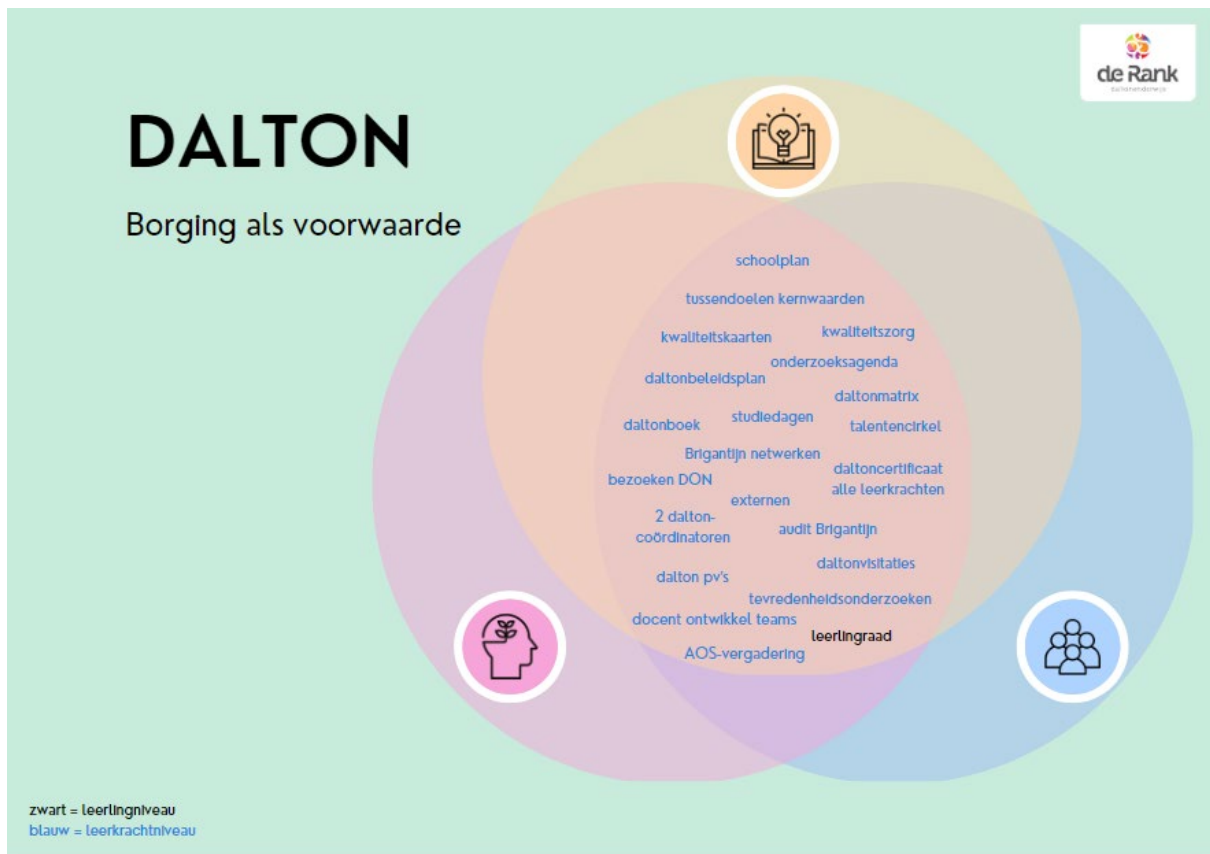 de Rank
daltononderwijs
DALTON
Borging als voorwaarde
schoolplan
tussendoelen kernwaarden
kwaliteitskaarten
kwaliteitszorg
onderzoeksagenda
daltonbeleidsplan
daltonmatrix
studiedagen
daltonboek
talentencirkel
Brigantijn netwerken
daltoncertificaat
alle leerkrachten
bezoeken DON
externen
2 dalton-
coördinatoren
audit Brigantijn
daltonvisitaties
dalton pv's
tevredenheidsonderzoeken
docent ontwikkel teams
leerlingraad
AOS-vergadering
zwart = leerlingniveau
blauw = leerkrachtniveau